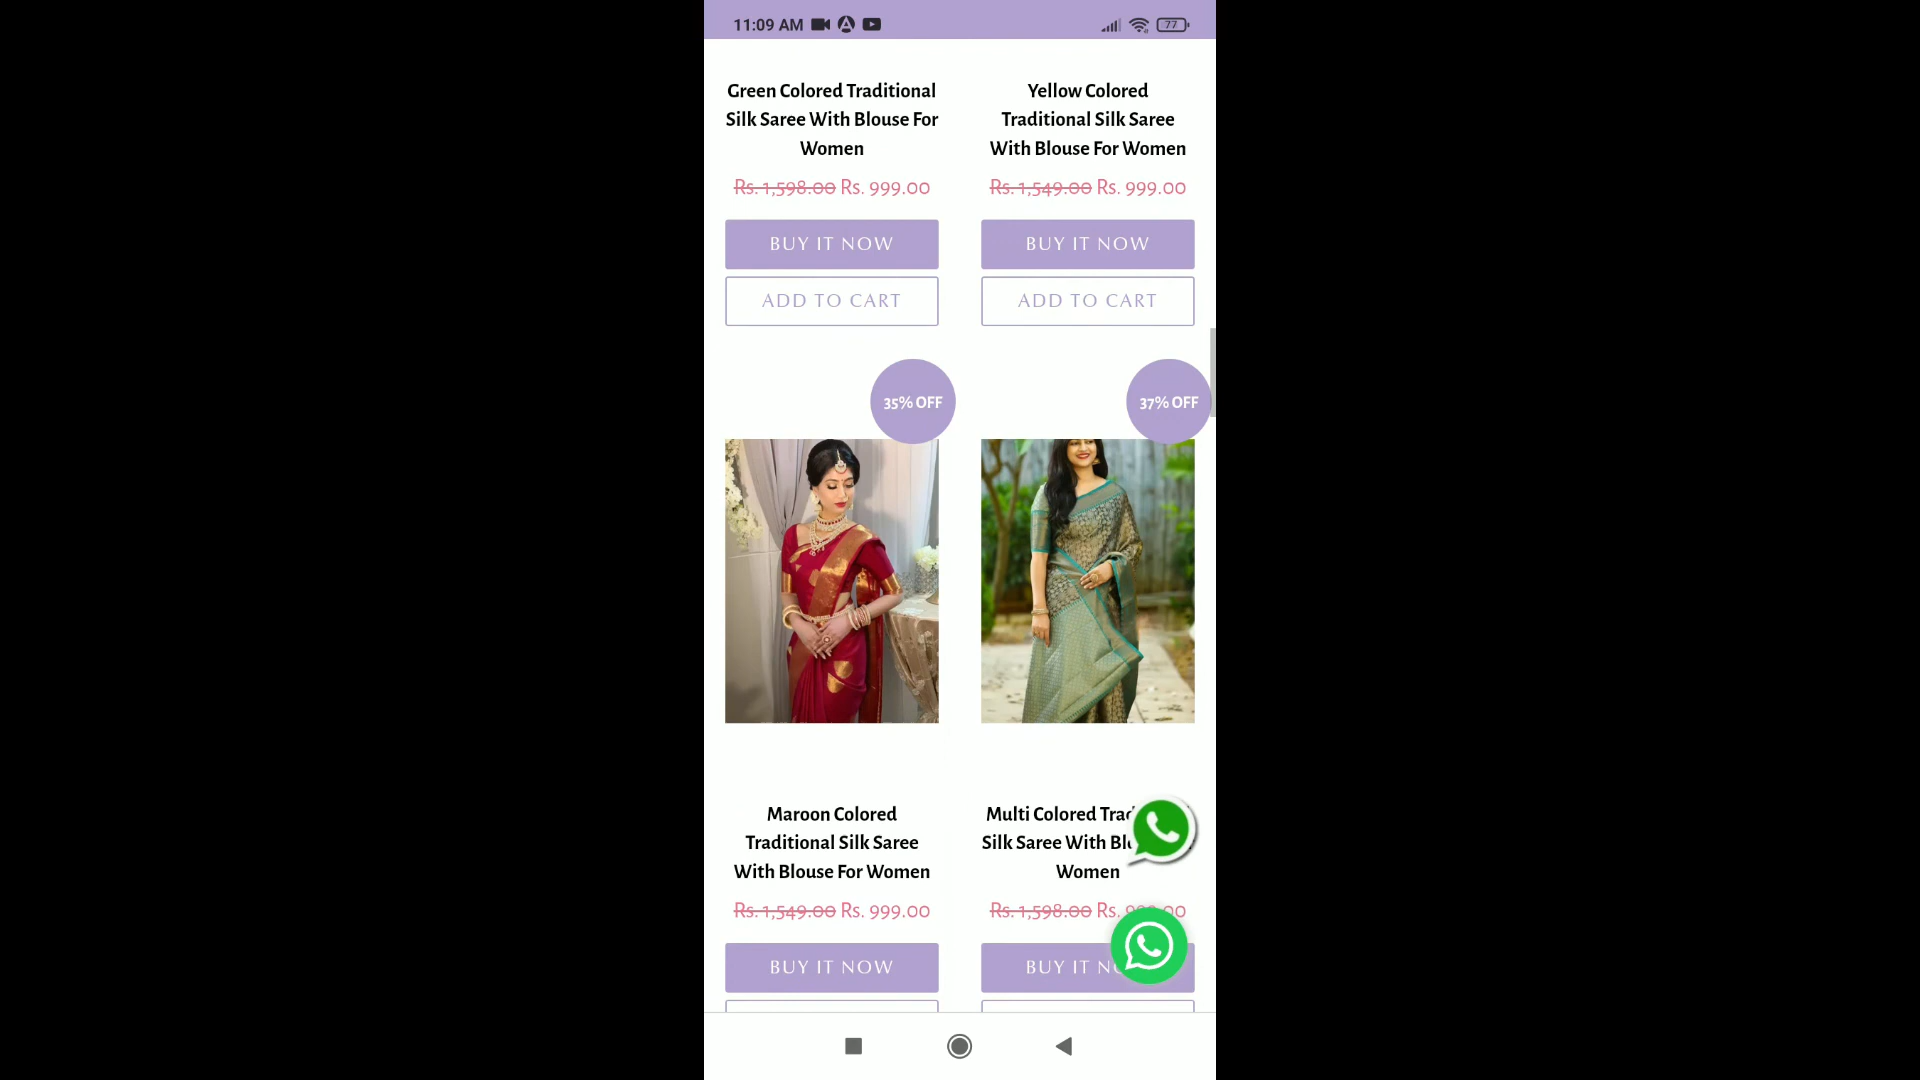 11:09 AM
77
Green Colored Traditional
Silk Saree With Blouse For
Women
Yellow Colored
Traditional Silk Saree
With Blouse For Women
Rs. 1,598.00 Rs. 999.00
Rs. 1,549.00 Rs. 999.00
BUY IT NOW
BUY IT NOW
ADD TO CART
ADD TO CART
35% OFF
37% OFF
Maroon Colored
Traditional Silk Saree
With Blouse For Women
Multi Colored
Silk Saree With
Women
Rs. 1,549.00 Rs. 999.00
Rs. 1,598.00 Rs.
BUY IT NOW
BUY IT